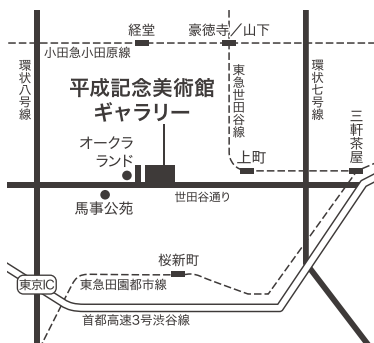 経堂
豪徳寺／山下
小田急小田原線
環状八号線
平成記念美術館
ギャラリー
東急世田谷線
環状七号線
三軒茶屋
オークラ
ランド
上町
世田谷通り
馬事公苑
桜新町
東京IC
東急田園都市線
首都高速3号渋谷線